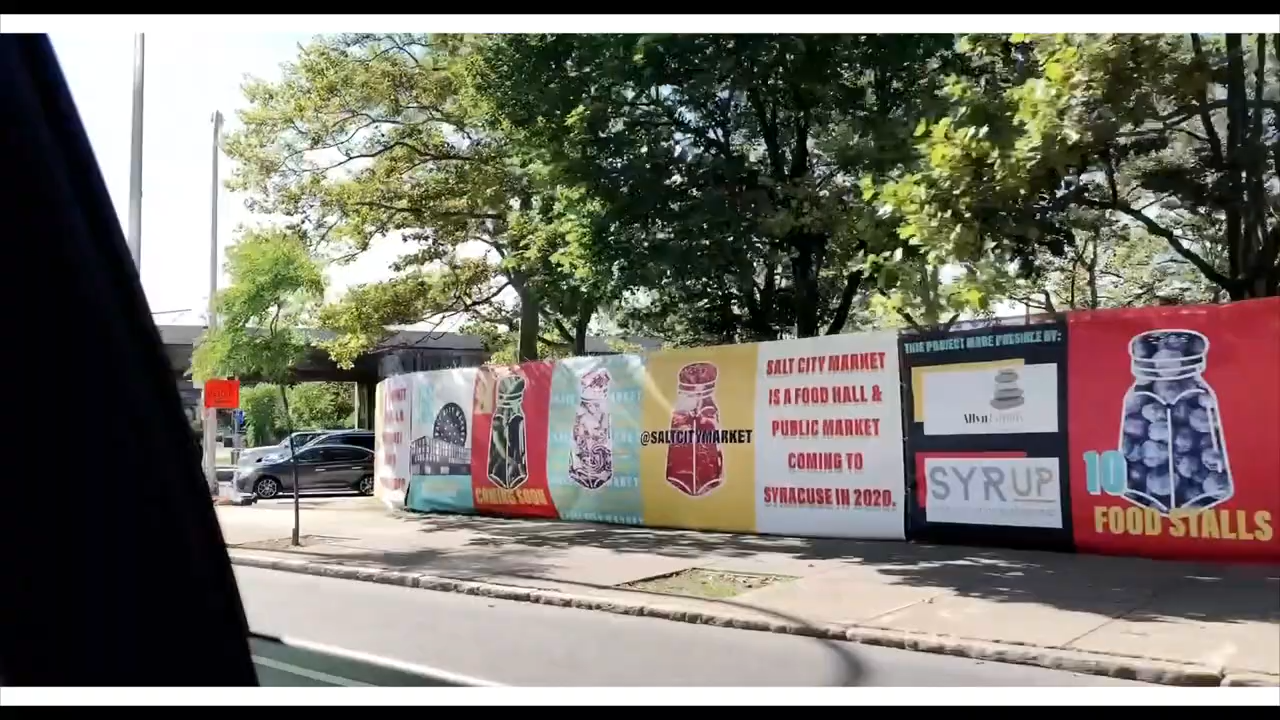 COMING SOON
@SALTCITYMARKET
SALT CITY MARKET
IS A FOOD HALL &
PUBLIC MARKET
COMING TO
SYRACUSE IN 2020.
THIS PROJECT MADE POSSIBLE BY:
Allyn Family
SYRUP
10
FOOD STALLS